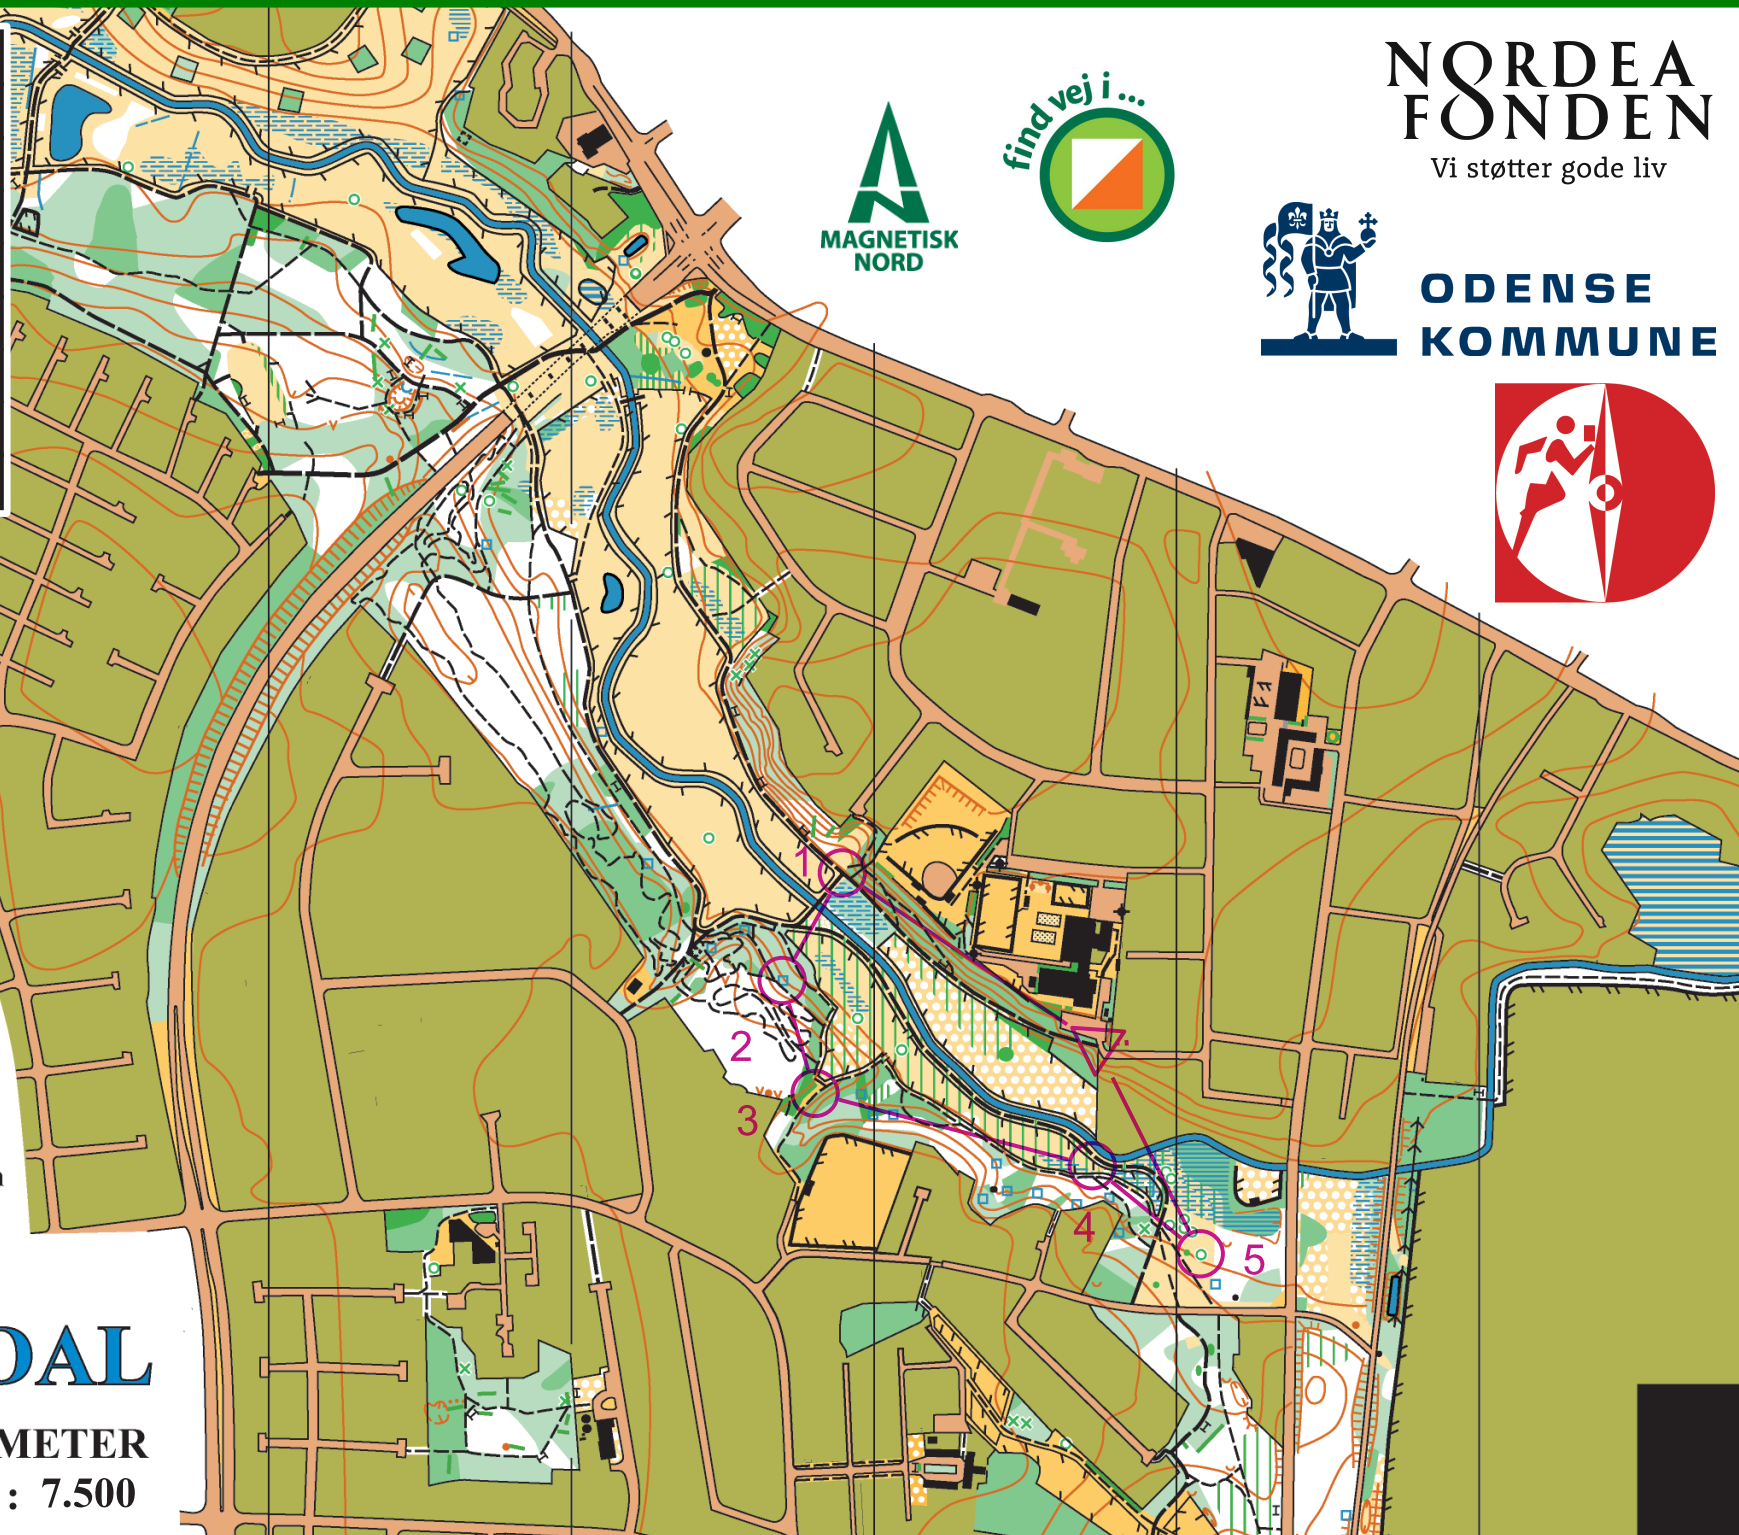 NORDEA
FONDEN
Vi støtter gode liv
find vej i ...
MAGNETISK
NORD
ODENSE
KOMMUNE
1
2
3
4
5
DAL
METER
: 7.500